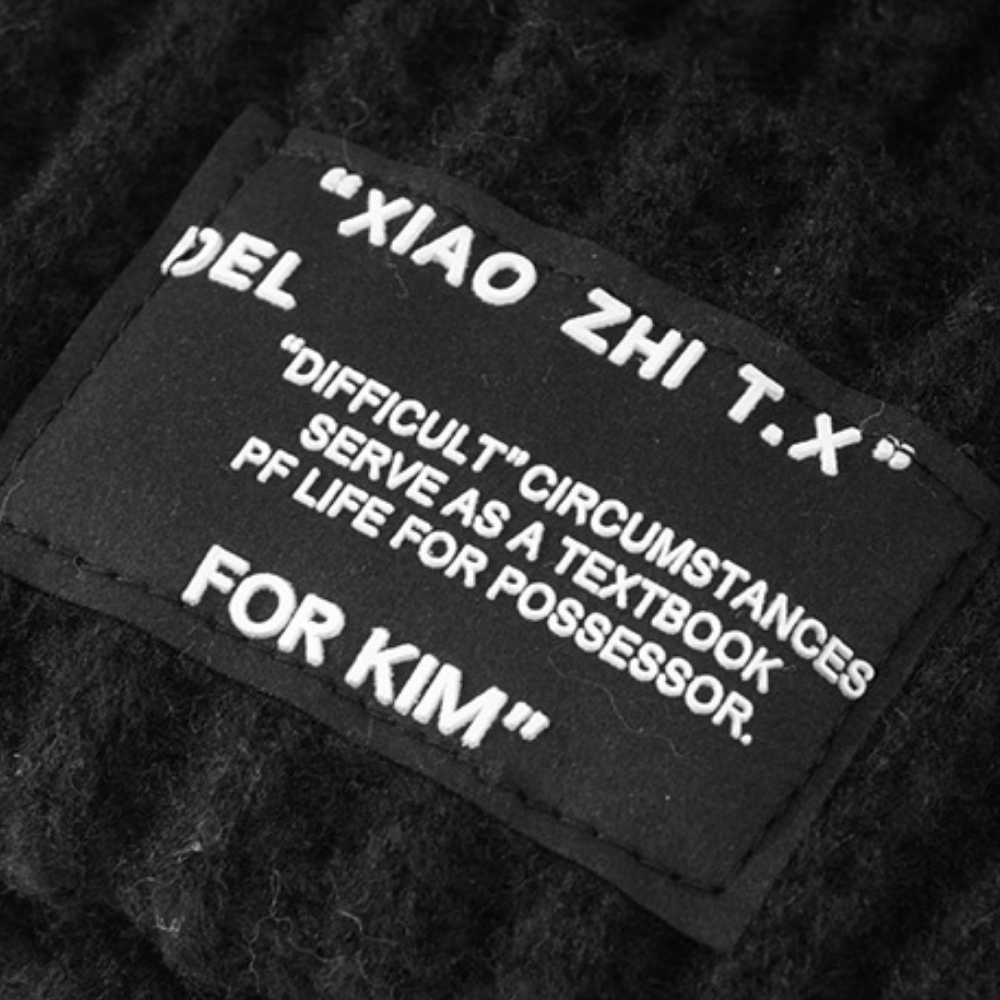 “XIAO ZHI T.X”
DEL
“DIFFICULT” CIRCUMSTANCES
SERVE AS A TEXTBOOK
PF LIFE FOR POSSESSOR.
FOR KIM”